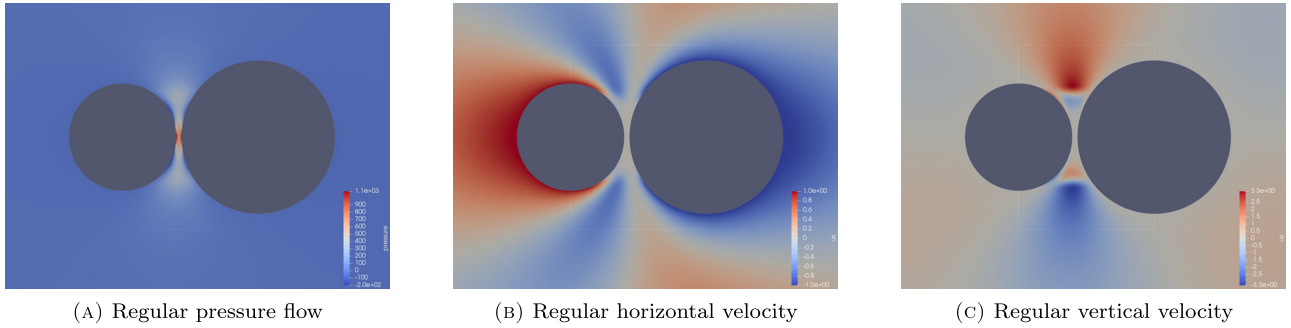 1.1e+03
900
800
700
600
500
400
300
200
100
0
-100
-2.0e+02
pressure
1.0e+00
0.8
0.6
0.4
0.2
0
-0.2
-0.4
-0.6
-0.8
-1.0e+00
ux
3.3e+00
2.5
2
1.5
1
0.5
0
-0.5
-1
-1.5
-2
-2.5
-3.3e+00
uy
(A) Regular pressure flow
(B) Regular horizontal velocity
(C) Regular vertical velocity